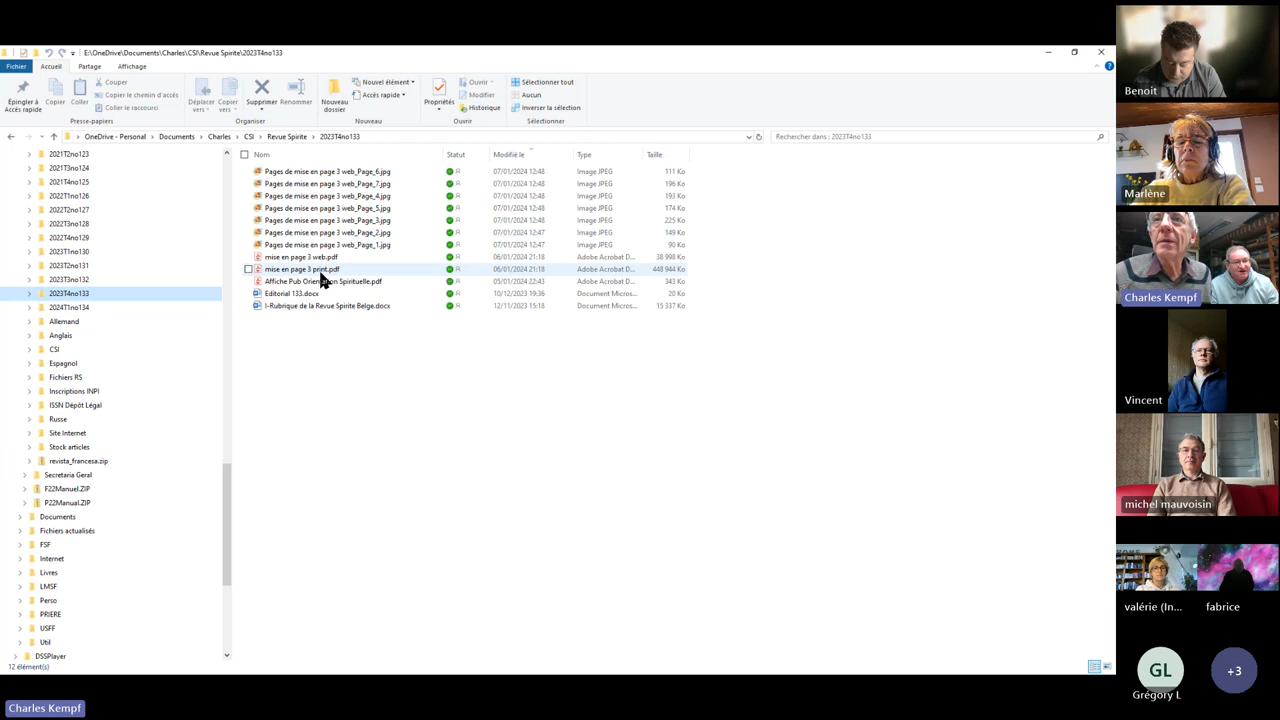 E:\OneDrive\Documents\Charles\CSI\Revue Spirite\2023T4no133
Fichier Accueil Partage Affichage
Épingler à Accès rapide
Copier
Coller
Couper
Copier le chemin d'accès
Coller le raccourci
Presse-papiers
Déplacer vers
Copier vers
Supprimer
Renommer
Organiser
Nouveau dossier
Nouvel élément
Accès rapide
Nouveau
Propriétés
Ouvrir
Modifier
Historique
Ouvrir
Sélectionner tout
Aucun
Inverser la sélection
Sélectionner
OneDrive - Personal > Documents > Charles > CSI > Revue Spirite > 2023T4no133
Rechercher dans : 2023T4no133
2021T2no123
2021T3no124
2021T4no125
2022T1no126
2022T2no127
2022T3no128
2022T4no129
2023T1no130
2023T2no131
2023T3no132
2023T4no133
2024T1no134
Allemand
Anglais
CSI
Espagnol
Fichiers RS
Inscriptions INPI
ISSN Dépôt Légal
Russe
Site Internet
Stock articles
revista_francesa.zip
Secretaria Geral
F22Manuel.ZIP
P22Manual.ZIP
Documents
Fichiers actualisés
FSF
Internet
Livres
LMSF
Perso
PRIERE
USFF
Util
DSSPlayer
12 élément(s)
Nom Statut Modifié le Type Taille
Pages de mise en page 3 web_Page_6.jpg 07/01/2024 12:48 Image JPEG 111 Ko
Pages de mise en page 3 web_Page_7.jpg 07/01/2024 12:48 Image JPEG 196 Ko
Pages de mise en page 3 web_Page_4.jpg 07/01/2024 12:48 Image JPEG 193 Ko
Pages de mise en page 3 web_Page_5.jpg 07/01/2024 12:48 Image JPEG 174 Ko
Pages de mise en page 3 web_Page_3.jpg 07/01/2024 12:48 Image JPEG 225 Ko
Pages de mise en page 3 web_Page_2.jpg 07/01/2024 12:47 Image JPEG 149 Ko
Pages de mise en page 3 web_Page_1.jpg 07/01/2024 12:47 Image JPEG 90 Ko
mise en page 3 web.pdf 06/01/2024 21:18 Adobe Acrobat D... 38 998 Ko
mise en page 3 print.pdf 06/01/2024 21:18 Adobe Acrobat D... 448 944 Ko
Affiche Pub Orientation Spirituelle.pdf 05/01/2024 22:43 Adobe Acrobat D... 343 Ko
Editorial 133.docx 10/12/2023 19:36 Document Micros... 20 Ko
I-Rubrique de la Revue Spirite Belge.docx 12/11/2023 15:18 Document Micros... 15 337 Ko
Benoit
Marlène
Charles Kempf
Vincent
michel mauvoisin
valérie (In... fabrice
GL +3
Grégory L
Charles Kempf